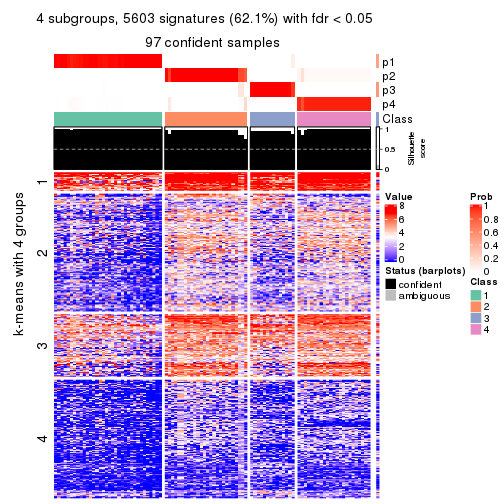 4 subgroups, 5603 signatures (62.1%) with fdr < 0.05
97 confident samples
p1
p2
p3
p4
Class
1
0.5
0
Silhouette
score
k-means with 4 groups
1
2
3
4
Value
8
6
4
2
0
Status (barplots)
confident
ambiguous
Prob
1
0.8
0.6
0.4
0.2
0
Class
1
2
3
4